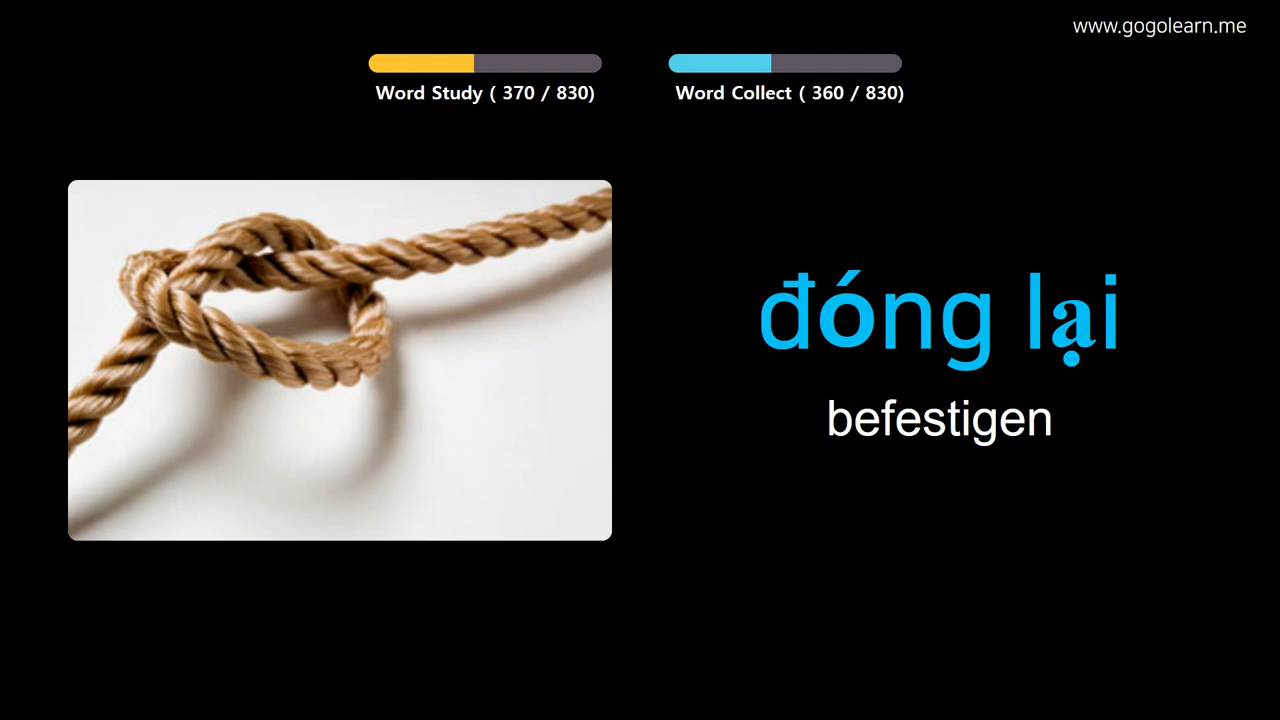 www.gogolearn.me
Word Study ( 370 / 830)
Word Collect ( 360 / 830)
đóng lại
befestigen